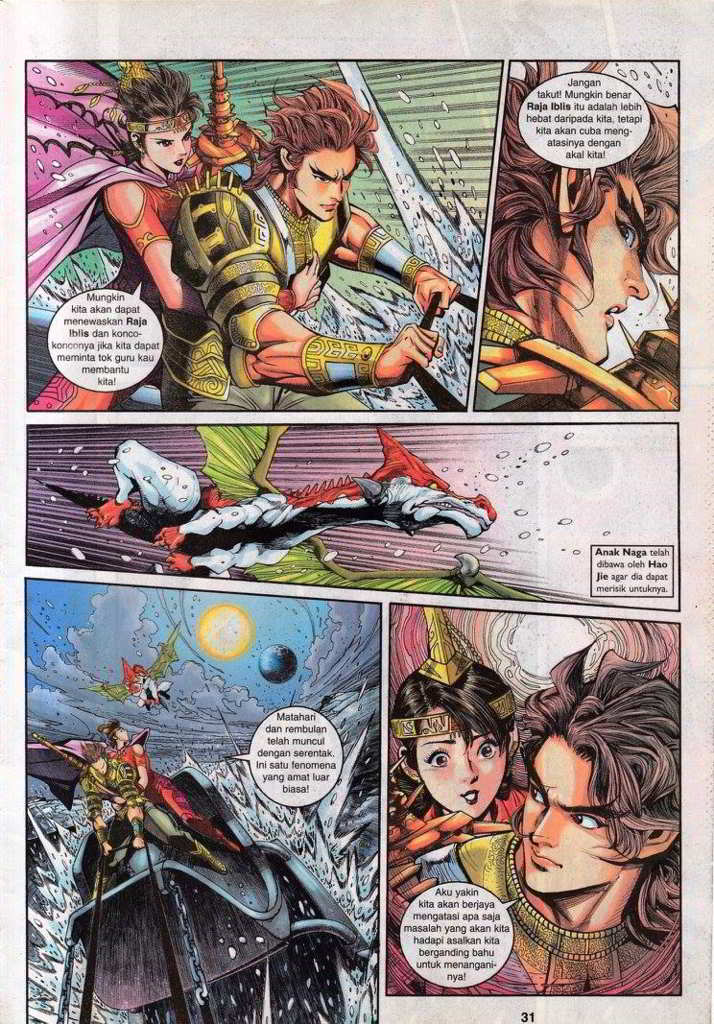 Mungkin
kita akan dapat
menewaskan Raja
Iblis dan konco-
konconya jika kita dapat
meminta tok guru kau
membantu
kita!
Jangan
takut! Mungkin benar
Raja Iblis itu adalah lebih
hebat daripada kita, tetapi
kita akan cuba meng-
atasinya dengan
akal kita!
Anak Naga telah
dibawa oleh Hao
Jie agar dia dapat
merisik untuknya.
Matahari
dan rembulan
telah muncul
dengan serentak.
Ini satu fenomena
yang amat luar
biasa!
Aku yakin
kita akan berjaya
mengatasi apa saja
masalah yang akan kita
hadapi asalkan kita
berganding bahu
untuk menangani-
nya!
31